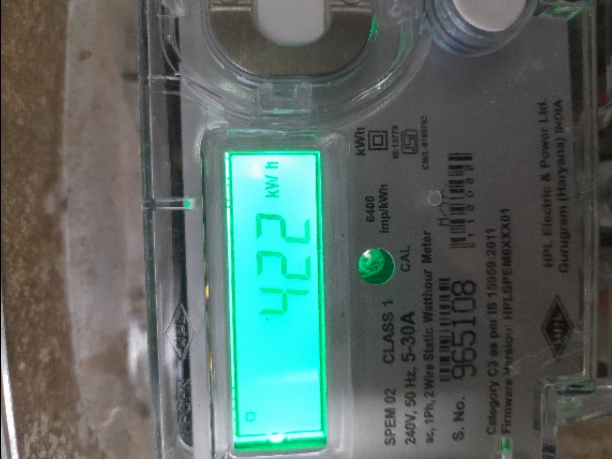 422 kWh
kWh
IS 13779
6400
imp/kWh
CAL
SPEM 02 CLASS 1
240V, 50 Hz, 5-30A
ac, 1Ph, 2Wire Static Watthour Meter
S. No. 965108
Category C3 as per IS 15959:2011
Firmware Version: HPLSPEM0XXX01
HPL Electric & Power Ltd.
Gurugram (Haryana) INDIA